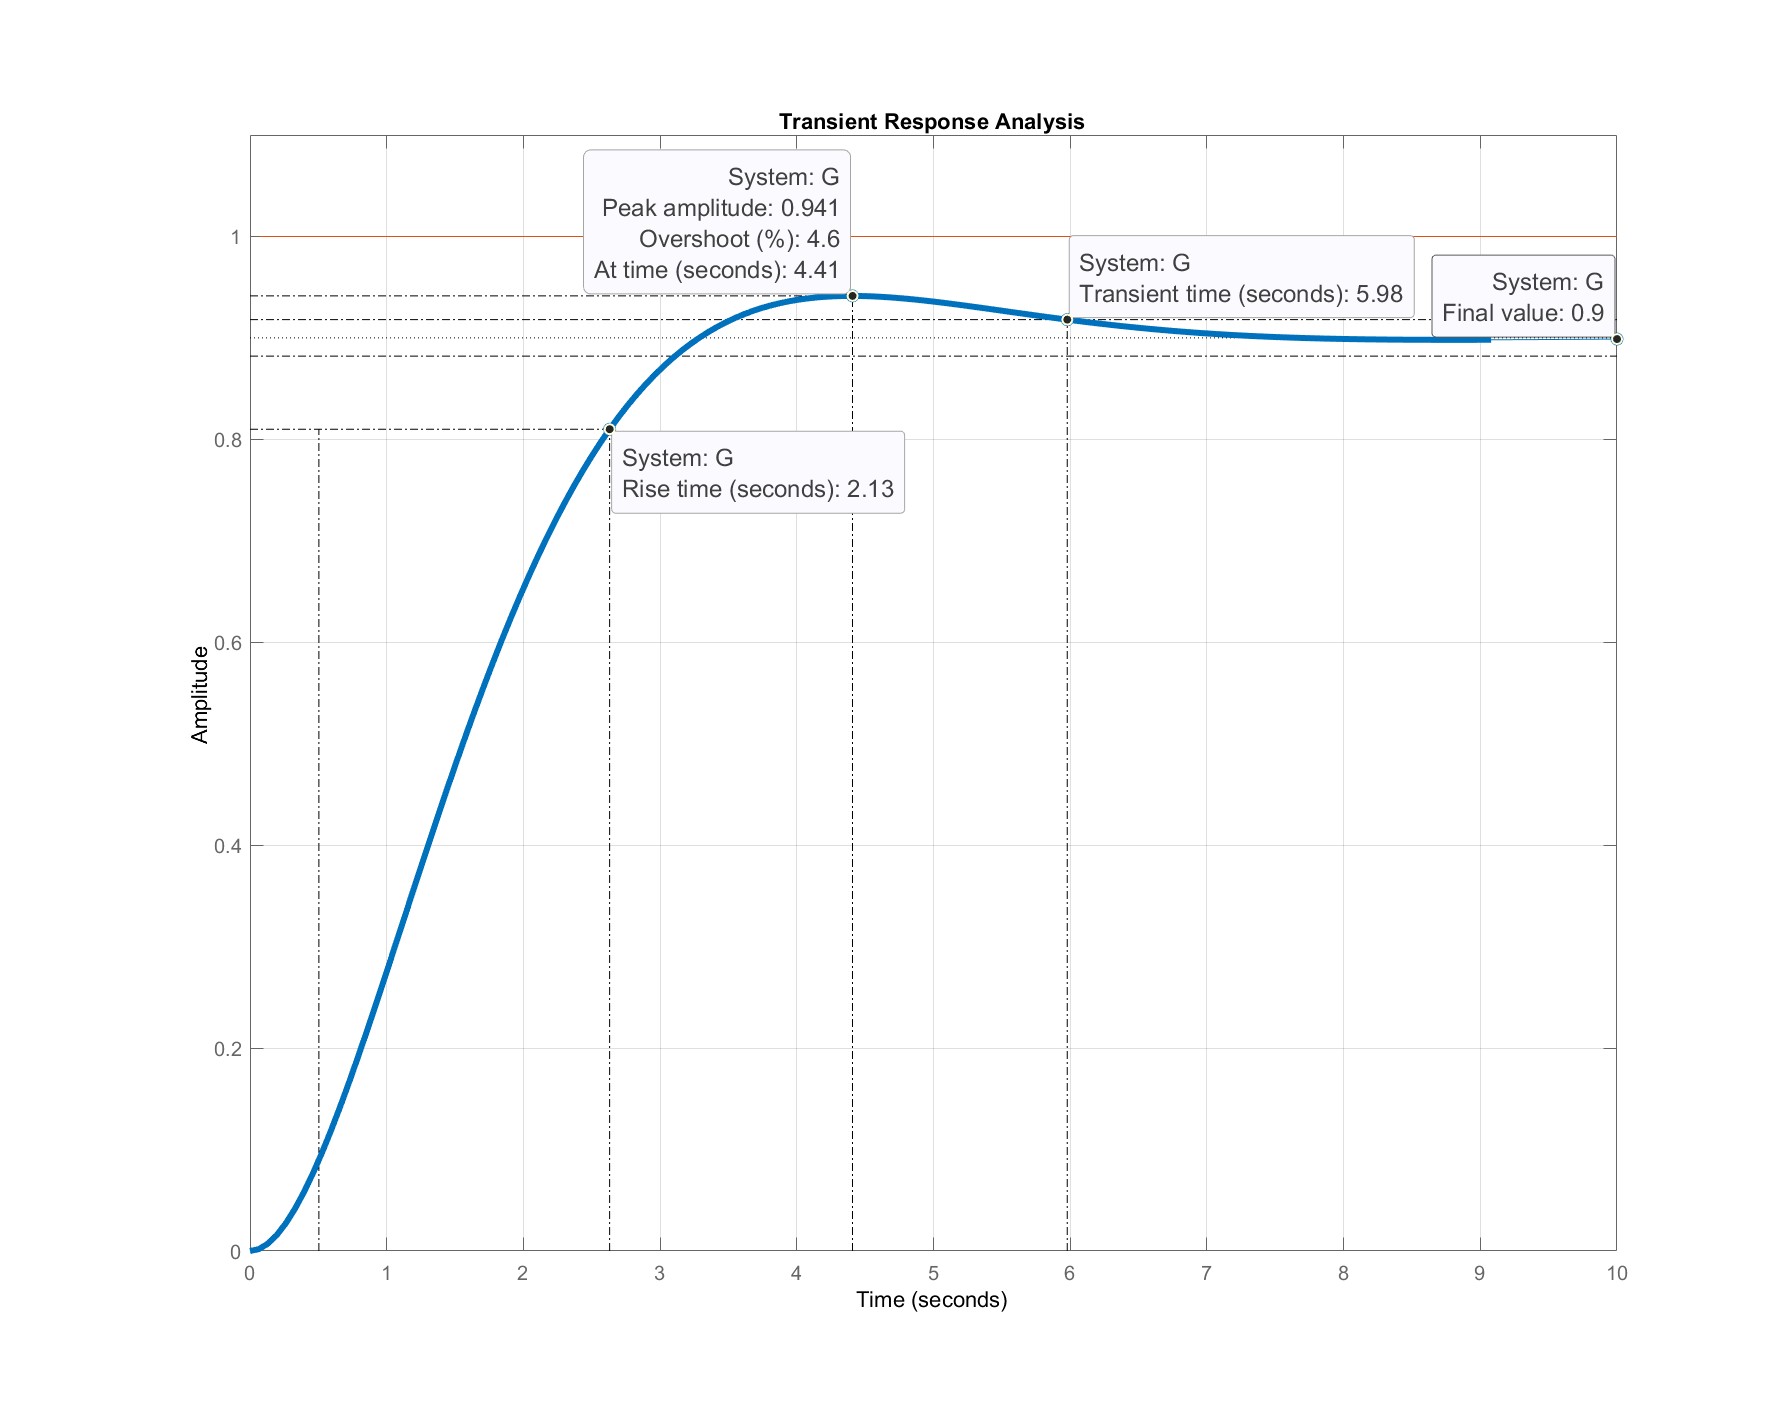 Transient Response Analysis
System: G
Peak amplitude: 0.941
Overshoot (%): 4.6
At time (seconds): 4.41
System: G
Transient time (seconds): 5.98
System: G
Final value: 0.9
System: G
Rise time (seconds): 2.13
Amplitude
1
0.8
0.6
0.4
0.2
0
0 1 2 3 4 5 6 7 8 9 10
Time (seconds)